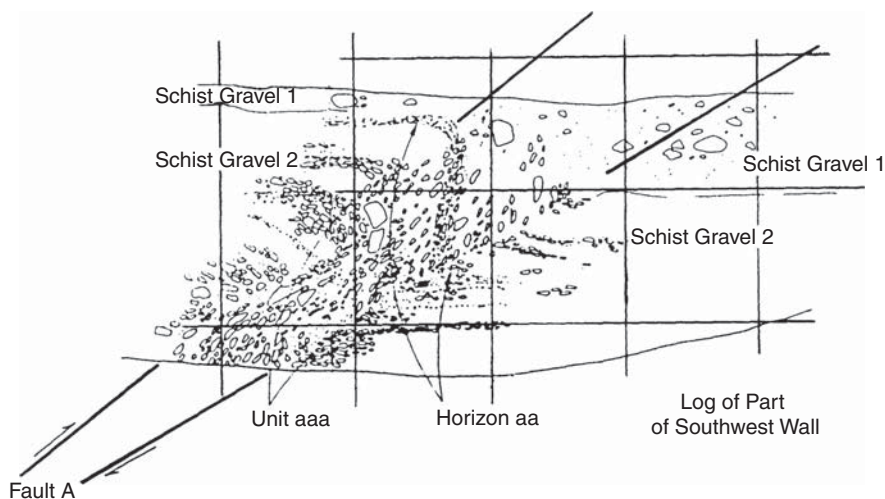 Schist Gravel 1
Schist Gravel 2
Schist Gravel 1
Schist Gravel 2
Unit aaa
Horizon aa
Log of Part
of Southwest Wall
Fault A